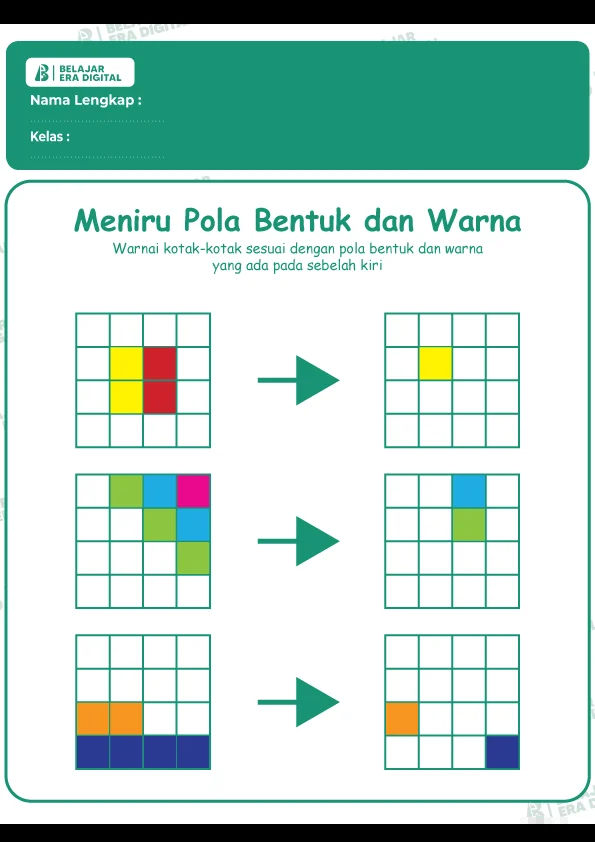 BELAJAR
ERA DIGITAL
Nama Lengkap :
Kelas :
Meniru Pola Bentuk dan Warna
Warnai kotak-kotak sesuai dengan pola bentuk dan warna
yang ada pada sebelah kiri